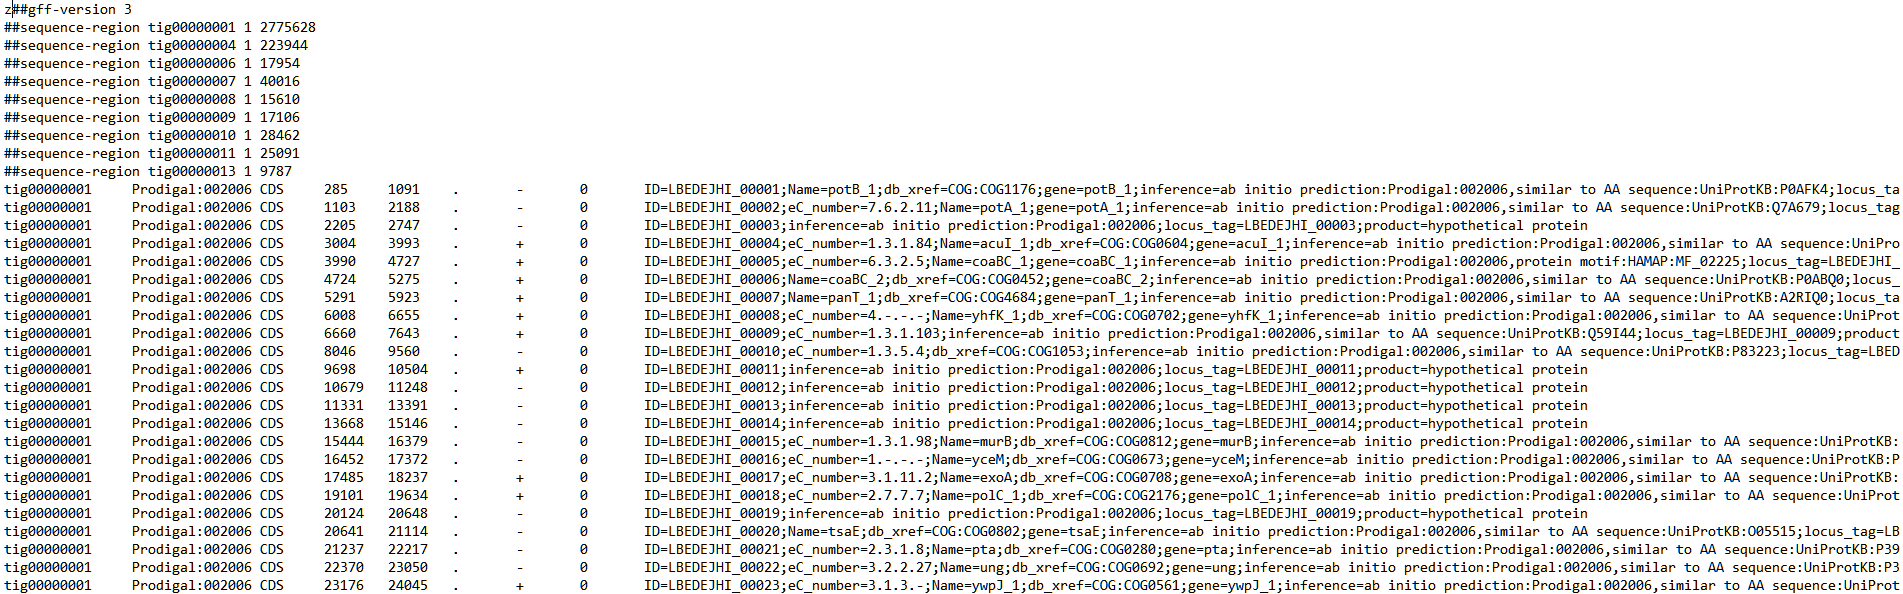 z##gff-version 3
##sequence-region tig00000001 1 2775628
##sequence-region tig00000004 1 223944
##sequence-region tig00000006 1 17954
##sequence-region tig00000007 1 40016
##sequence-region tig00000008 1 15610
##sequence-region tig00000009 1 17106
##sequence-region tig00000010 1 28462
##sequence-region tig00000011 1 25091
##sequence-region tig00000013 1 9787
tig00000001 Prodigal:002006 CDS 285 1091 . - 0 ID=LBEDEJHI_00001;Name=potB_1;db_xref=COG:COG1176;gene=potB_1;inference=ab initio prediction:Prodigal:002006,similar to AA sequence:UniProtKB:P0AFK4;locus_ta
tig00000001 Prodigal:002006 CDS 1103 2188 . - 0 ID=LBEDEJHI_00002;eC_number=7.6.2.11;Name=potA_1;gene=potA_1;inference=ab initio prediction:Prodigal:002006,similar to AA sequence:UniProtKB:Q7A679;locus_tag
tig00000001 Prodigal:002006 CDS 2205 2747 . - 0 ID=LBEDEJHI_00003;inference=ab initio prediction:Prodigal:002006;locus_tag=LBEDEJHI_00003;product=hypothetical protein
tig00000001 Prodigal:002006 CDS 3004 3993 . + 0 ID=LBEDEJHI_00004;eC_number=1.3.1.84;Name=acuI_1;db_xref=COG:COG0604;gene=acuI_1;inference=ab initio prediction:Prodigal:002006,similar to AA sequence:UniPro
tig00000001 Prodigal:002006 CDS 3990 4727 . + 0 ID=LBEDEJHI_00005;eC_number=6.3.2.5;Name=coaBC_1;gene=coaBC_1;inference=ab initio prediction:Prodigal:002006,protein motif:HAMAP:MF_02225;locus_tag=LBEDEJHI_
tig00000001 Prodigal:002006 CDS 4724 5275 . + 0 ID=LBEDEJHI_00006;Name=coaBC_2;db_xref=COG:COG0452;gene=coaBC_2;inference=ab initio prediction:Prodigal:002006,similar to AA sequence:UniProtKB:P0ABQ0;locus_
tig00000001 Prodigal:002006 CDS 5291 5923 . + 0 ID=LBEDEJHI_00007;Name=panT_1;db_xref=COG:COG4684;gene=panT_1;inference=ab initio prediction:Prodigal:002006,similar to AA sequence:UniProtKB:A2RIQ0;locus_ta
tig00000001 Prodigal:002006 CDS 6008 6655 . + 0 ID=LBEDEJHI_00008;eC_number=4.-.-.-;Name=yhfK_1;db_xref=COG:COG0702;gene=yhfK_1;inference=ab initio prediction:Prodigal:002006,similar to AA sequence:UniProt
tig00000001 Prodigal:002006 CDS 6660 7643 . + 0 ID=LBEDEJHI_00009;eC_number=1.3.1.103;inference=ab initio prediction:Prodigal:002006,similar to AA sequence:UniProtKB:Q59I44;locus_tag=LBEDEJHI_00009;product
tig00000001 Prodigal:002006 CDS 8046 9560 . - 0 ID=LBEDEJHI_00010;eC_number=1.3.5.4;db_xref=COG:COG1053;inference=ab initio prediction:Prodigal:002006,similar to AA sequence:UniProtKB:P83223;locus_tag=LBED
tig00000001 Prodigal:002006 CDS 9698 10504 . + 0 ID=LBEDEJHI_00011;inference=ab initio prediction:Prodigal:002006;locus_tag=LBEDEJHI_00011;product=hypothetical protein
tig00000001 Prodigal:002006 CDS 10679 11248 . - 0 ID=LBEDEJHI_00012;inference=ab initio prediction:Prodigal:002006;locus_tag=LBEDEJHI_00012;product=hypothetical protein
tig00000001 Prodigal:002006 CDS 11331 13391 . - 0 ID=LBEDEJHI_00013;inference=ab initio prediction:Prodigal:002006;locus_tag=LBEDEJHI_00013;product=hypothetical protein
tig00000001 Prodigal:002006 CDS 13668 15146 . - 0 ID=LBEDEJHI_00014;inference=ab initio prediction:Prodigal:002006;locus_tag=LBEDEJHI_00014;product=hypothetical protein
tig00000001 Prodigal:002006 CDS 15444 16379 . - 0 ID=LBEDEJHI_00015;eC_number=1.3.1.98;Name=murB;db_xref=COG:COG0812;gene=murB;inference=ab initio prediction:Prodigal:002006,similar to AA sequence:UniProtKB:
tig00000001 Prodigal:002006 CDS 16452 17372 . - 0 ID=LBEDEJHI_00016;eC_number=1.-.-.-;Name=yceM;db_xref=COG:COG0673;gene=yceM;inference=ab initio prediction:Prodigal:002006,similar to AA sequence:UniProtKB:P
tig00000001 Prodigal:002006 CDS 17485 18237 . + 0 ID=LBEDEJHI_00017;eC_number=3.1.11.2;Name=exoA;db_xref=COG:COG0708;gene=exoA;inference=ab initio prediction:Prodigal:002006,similar to AA sequence:UniProtKB:
tig00000001 Prodigal:002006 CDS 19101 19634 . + 0 ID=LBEDEJHI_00018;eC_number=2.7.7.7;Name=polC_1;db_xref=COG:COG2176;gene=polC_1;inference=ab initio prediction:Prodigal:002006,similar to AA sequence:UniProt
tig00000001 Prodigal:002006 CDS 20124 20648 . - 0 ID=LBEDEJHI_00019;inference=ab initio prediction:Prodigal:002006;locus_tag=LBEDEJHI_00019;product=hypothetical protein
tig00000001 Prodigal:002006 CDS 20641 21114 . - 0 ID=LBEDEJHI_00020;Name=tsaE;db_xref=COG:COG0802;gene=tsaE;inference=ab initio prediction:Prodigal:002006,similar to AA sequence:UniProtKB:O05515;locus_tag=LB
tig00000001 Prodigal:002006 CDS 21237 22217 . - 0 ID=LBEDEJHI_00021;eC_number=2.3.1.8;Name=pta;db_xref=COG:COG0280;gene=pta;inference=ab initio prediction:Prodigal:002006,similar to AA sequence:UniProtKB:P39
tig00000001 Prodigal:002006 CDS 22370 23050 . - 0 ID=LBEDEJHI_00022;eC_number=3.2.2.27;Name=ung;db_xref=COG:COG0692;gene=ung;inference=ab initio prediction:Prodigal:002006,similar to AA sequence:UniProtKB:P3
tig00000001 Prodigal:002006 CDS 23176 24045 . + 0 ID=LBEDEJHI_00023;eC_number=3.1.3.-;Name=ywpJ_1;db_xref=COG:COG0561;gene=ywpJ_1;inference=ab initio prediction:Prodigal:002006,similar to AA sequence:UniProt